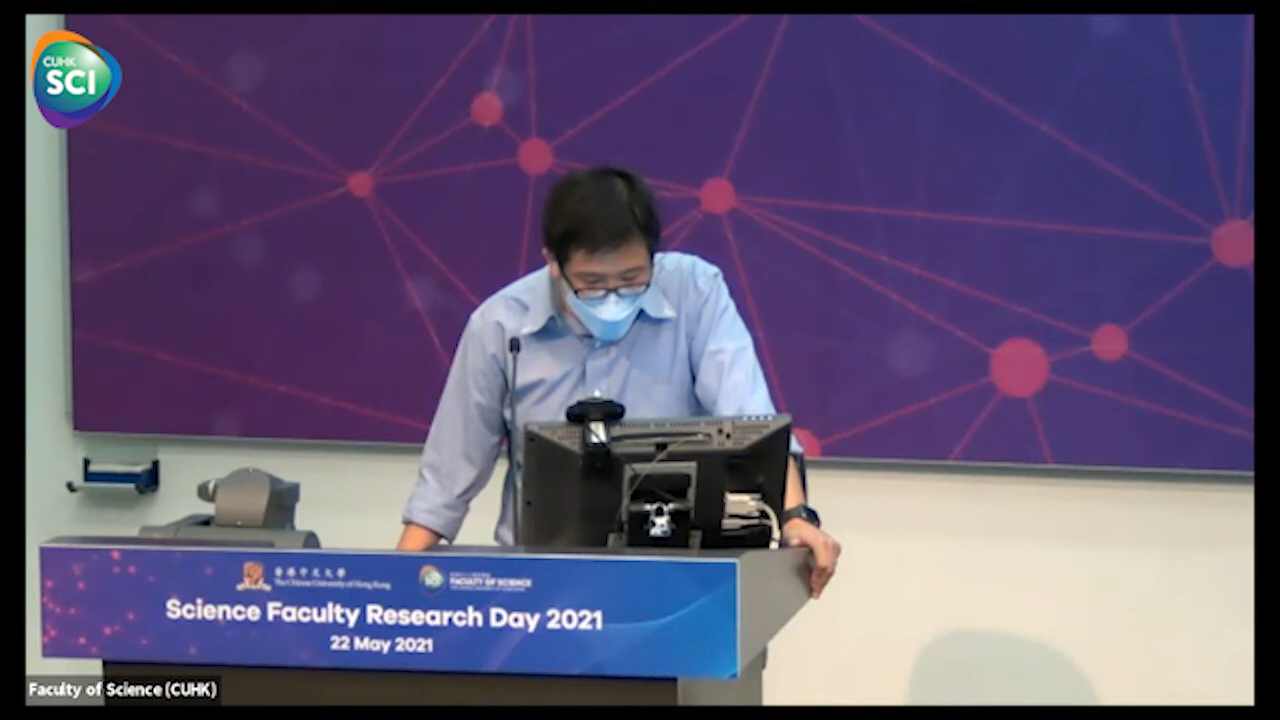 CUHK
SCI
香港中文大學
The Chinese University of Hong Kong
FACULTY OF SCIENCE
Science Faculty Research Day 2021
22 May 2021
Faculty of Science (CUHK)